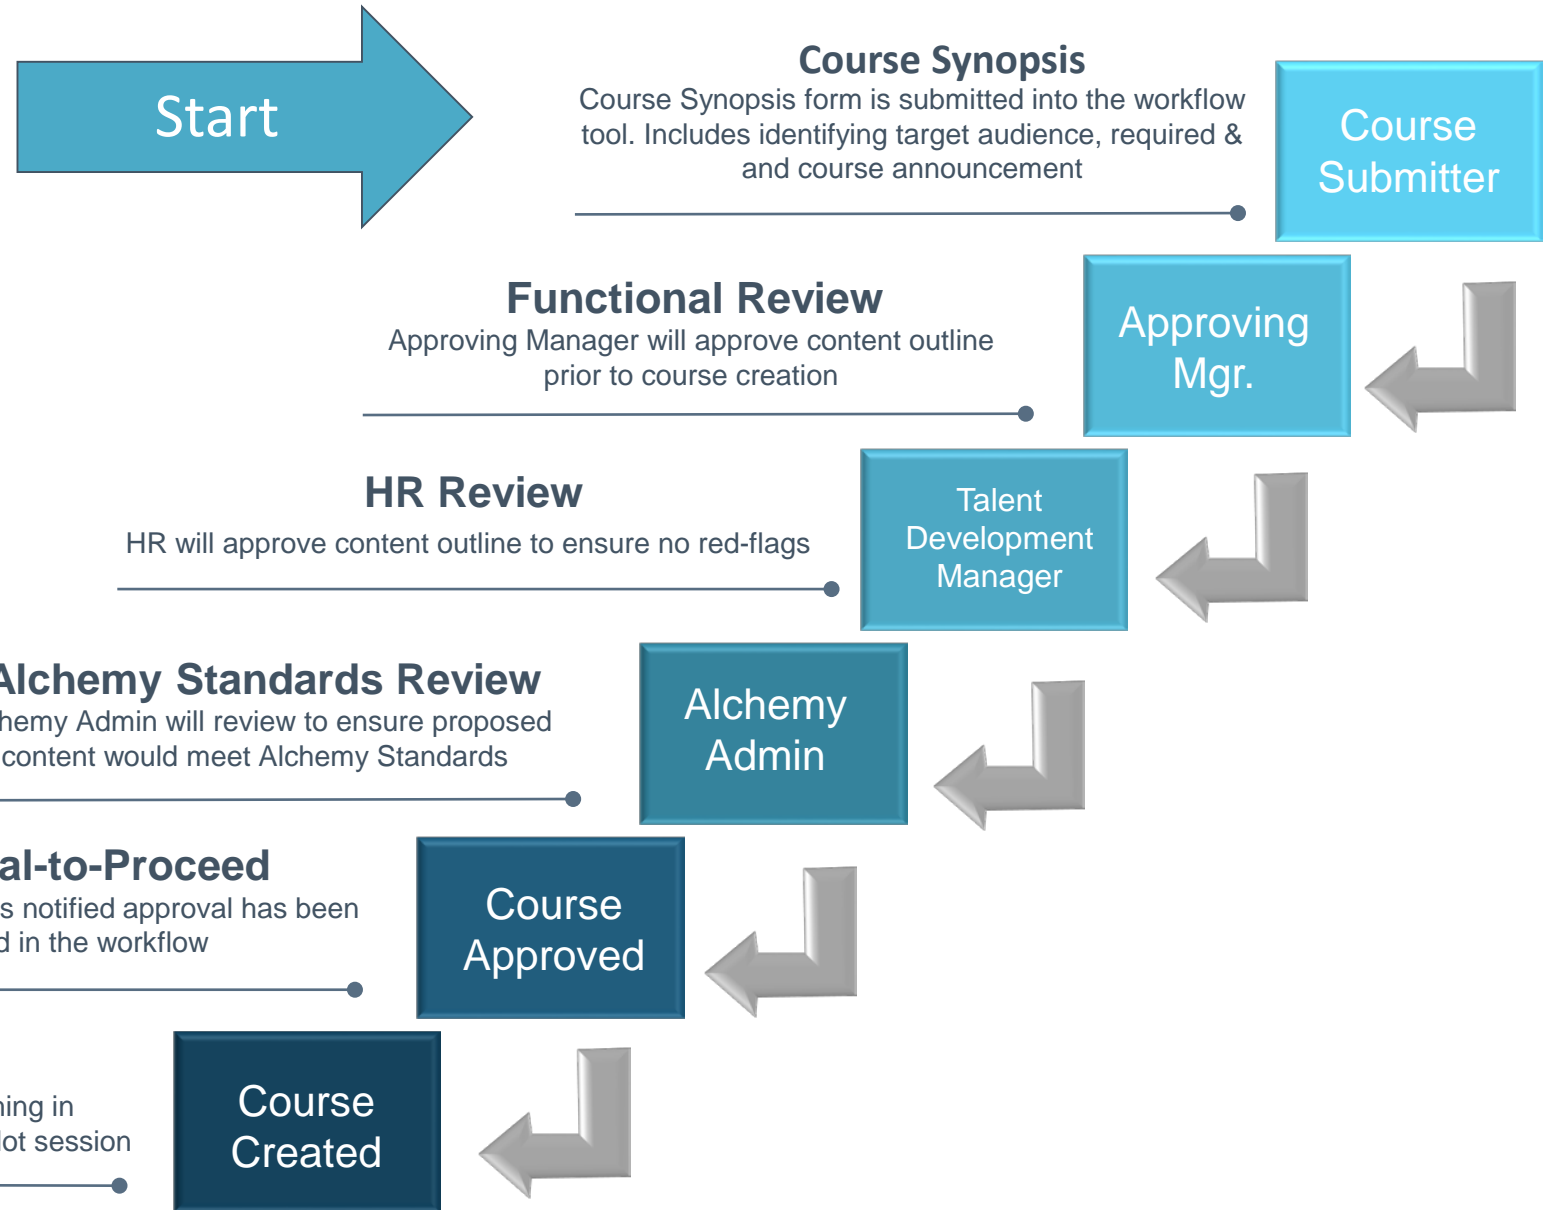 Start
Course Synopsis
Course Synopsis form is submitted into the workflow
tool. Includes identifying target audience, required &
and course announcement
Course
Submitter
Functional Review
Approving Manager will approve content outline
prior to course creation
Approving
Mgr.
HR Review
HR will approve content outline to ensure no red-flags
Talent
Development
Manager
Alchemy Standards Review
hemy Admin will review to ensure proposed
content would meet Alchemy Standards
Alchemy
Admin
al-to-Proceed
s notified approval has been
d in the workflow
Course
Approved
ning in
lot session
Course
Created